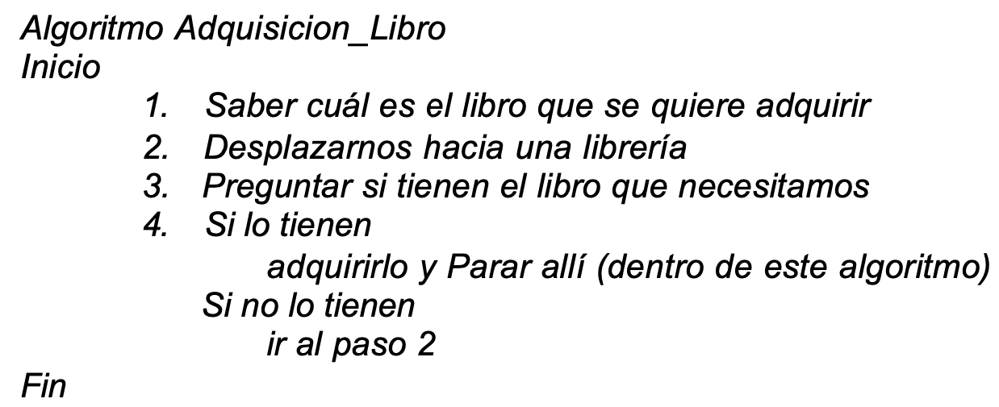 Algoritmo Adquisicion_Libro
Inicio
1. Saber cuál es el libro que se quiere adquirir
2. Desplazarnos hacia una librería
3. Preguntar si tienen el libro que necesitamos
4. Si lo tienen
adquirirlo y Parar allí (dentro de este algoritmo)
Si no lo tienen
ir al paso 2
Fin